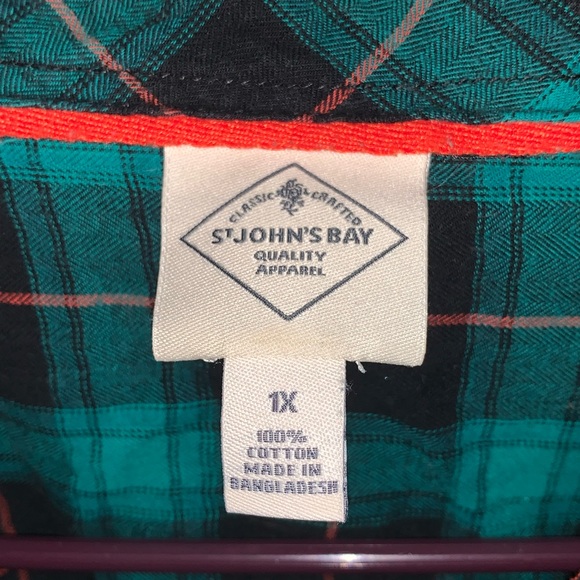 CLASSIC CRAFTED
ST JOHN'S BAY
QUALITY
APPAREL
1X
100%
COTTON
MADE IN
BANGLADESH